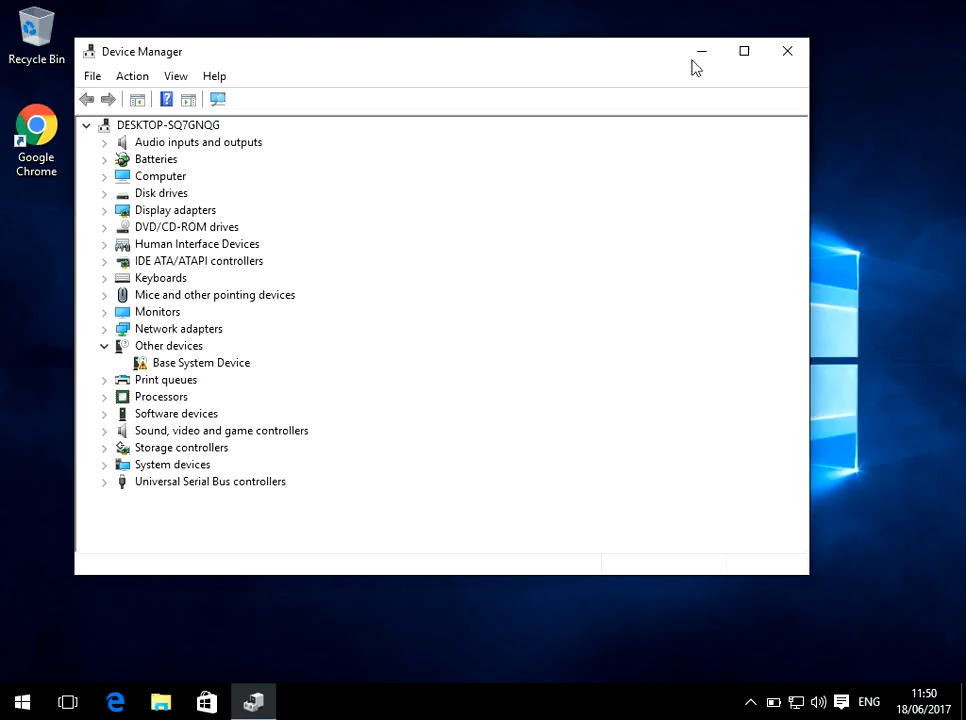 Recycle Bin
Google
Chrome
Device Manager
File Action View Help
DESKTOP-SQ7GNQG
Audio inputs and outputs
Batteries
Computer
Disk drives
Display adapters
DVD/CD-ROM drives
Human Interface Devices
IDE ATA/ATAPI controllers
Keyboards
Mice and other pointing devices
Monitors
Network adapters
Other devices
Base System Device
Print queues
Processors
Software devices
Sound, video and game controllers
Storage controllers
System devices
Universal Serial Bus controllers
ENG
11:50
18/06/2017